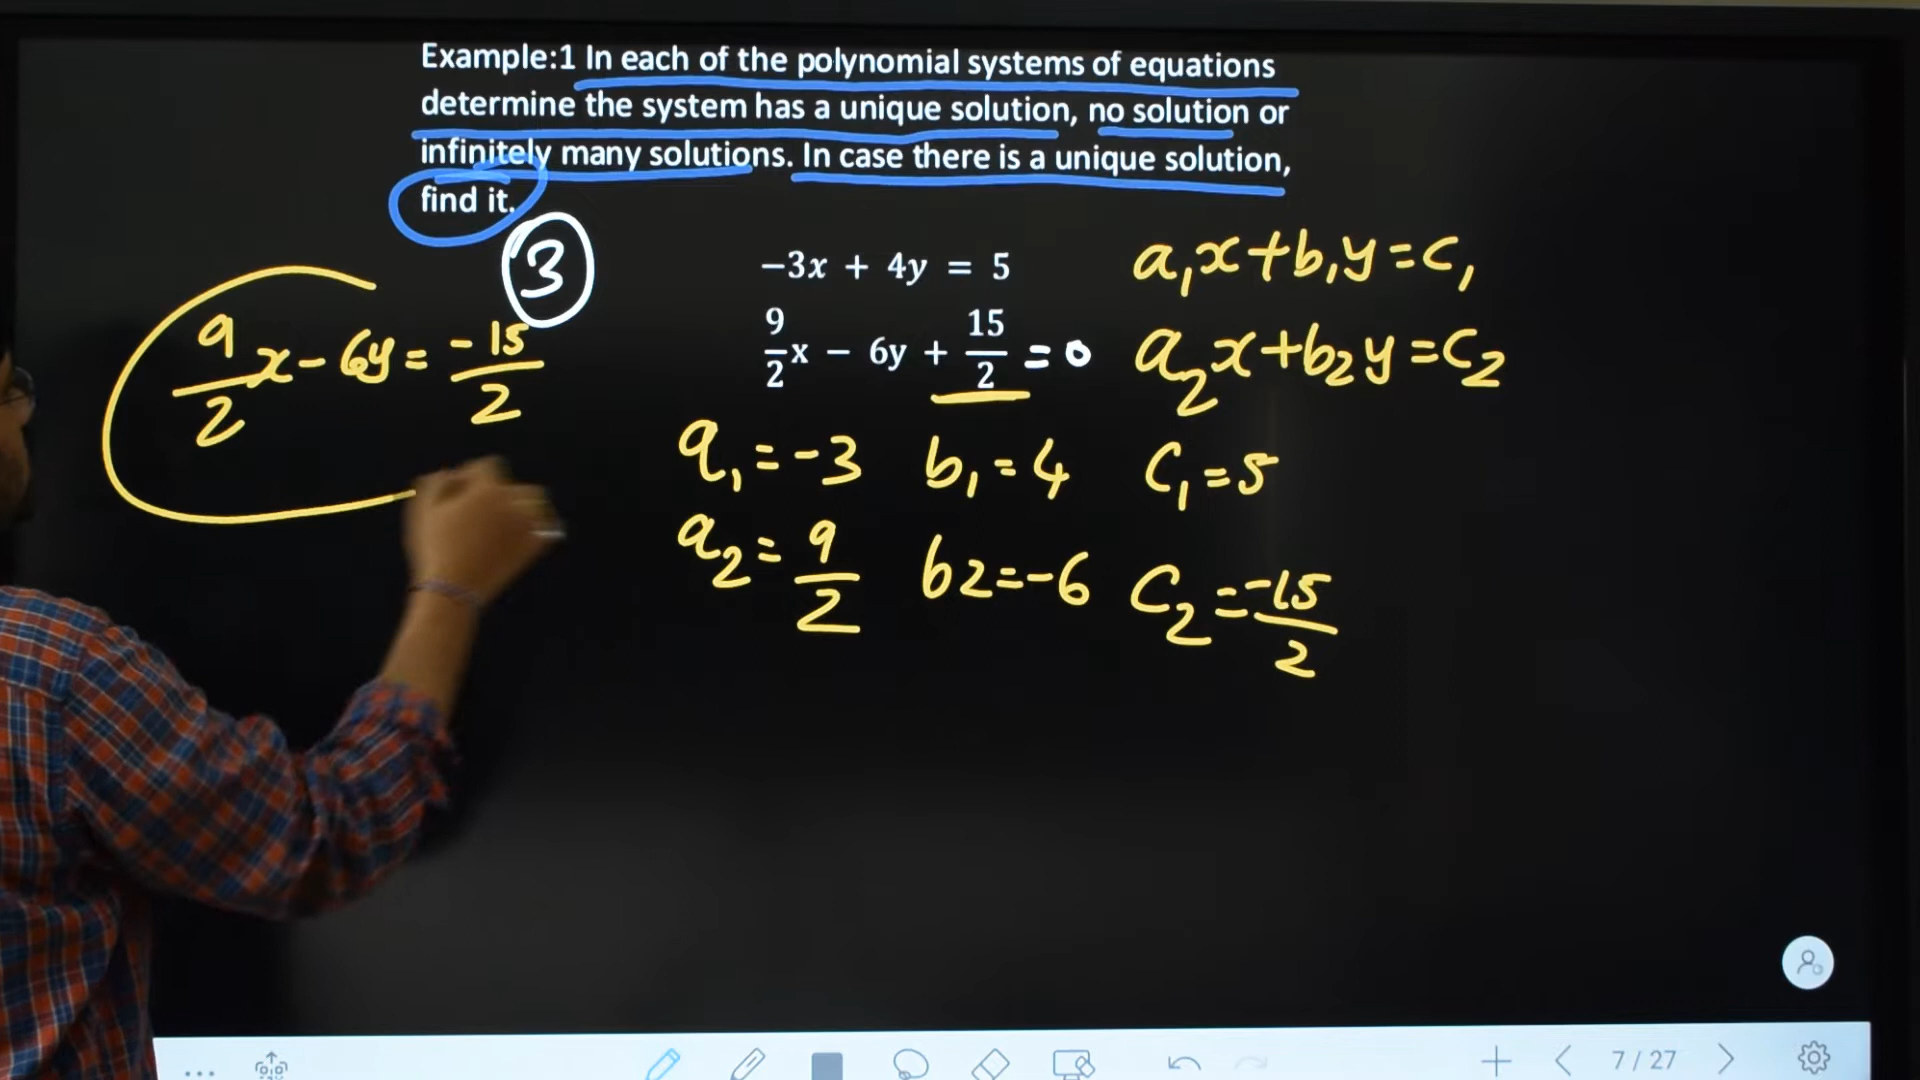 Example:1 In each of the polynomial systems of equations
determine the system has a unique solution, no solution or
infinitely many solutions. In case there is a unique solution,
find it.
3
-3x + 4y = 5
a₁x+b₁y=c₁
9/2 x - 6y = -15/2
9/2 x - 6y + 15/2 = 0
a₂x+b₂y=c₂
a₁=-3 b₁=4 c₁=5
a₂=9/2 b2=-6 c₂=-15/2
7 / 27